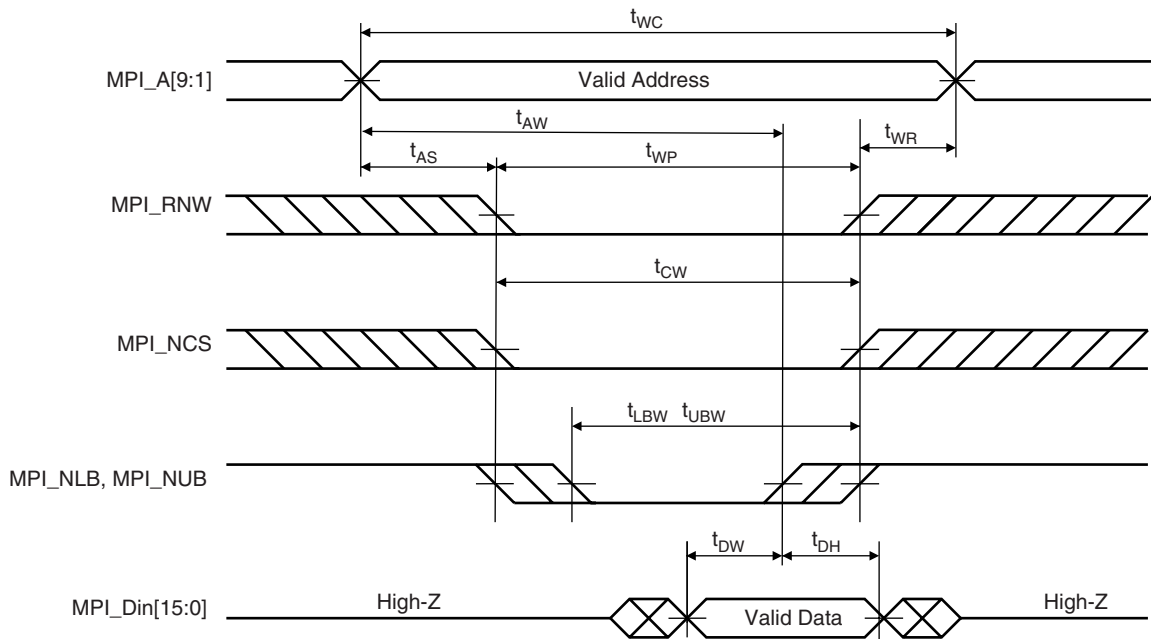 tWC
MPI_A[9:1]
Valid Address
tAW
tWR
tAS
tWP
MPI_RNW
tCW
MPI_NCS
tLBW tUBW
MPI_NLB, MPI_NUB
tDW
tDH
MPI_Din[15:0]
High-Z
Valid Data
High-Z